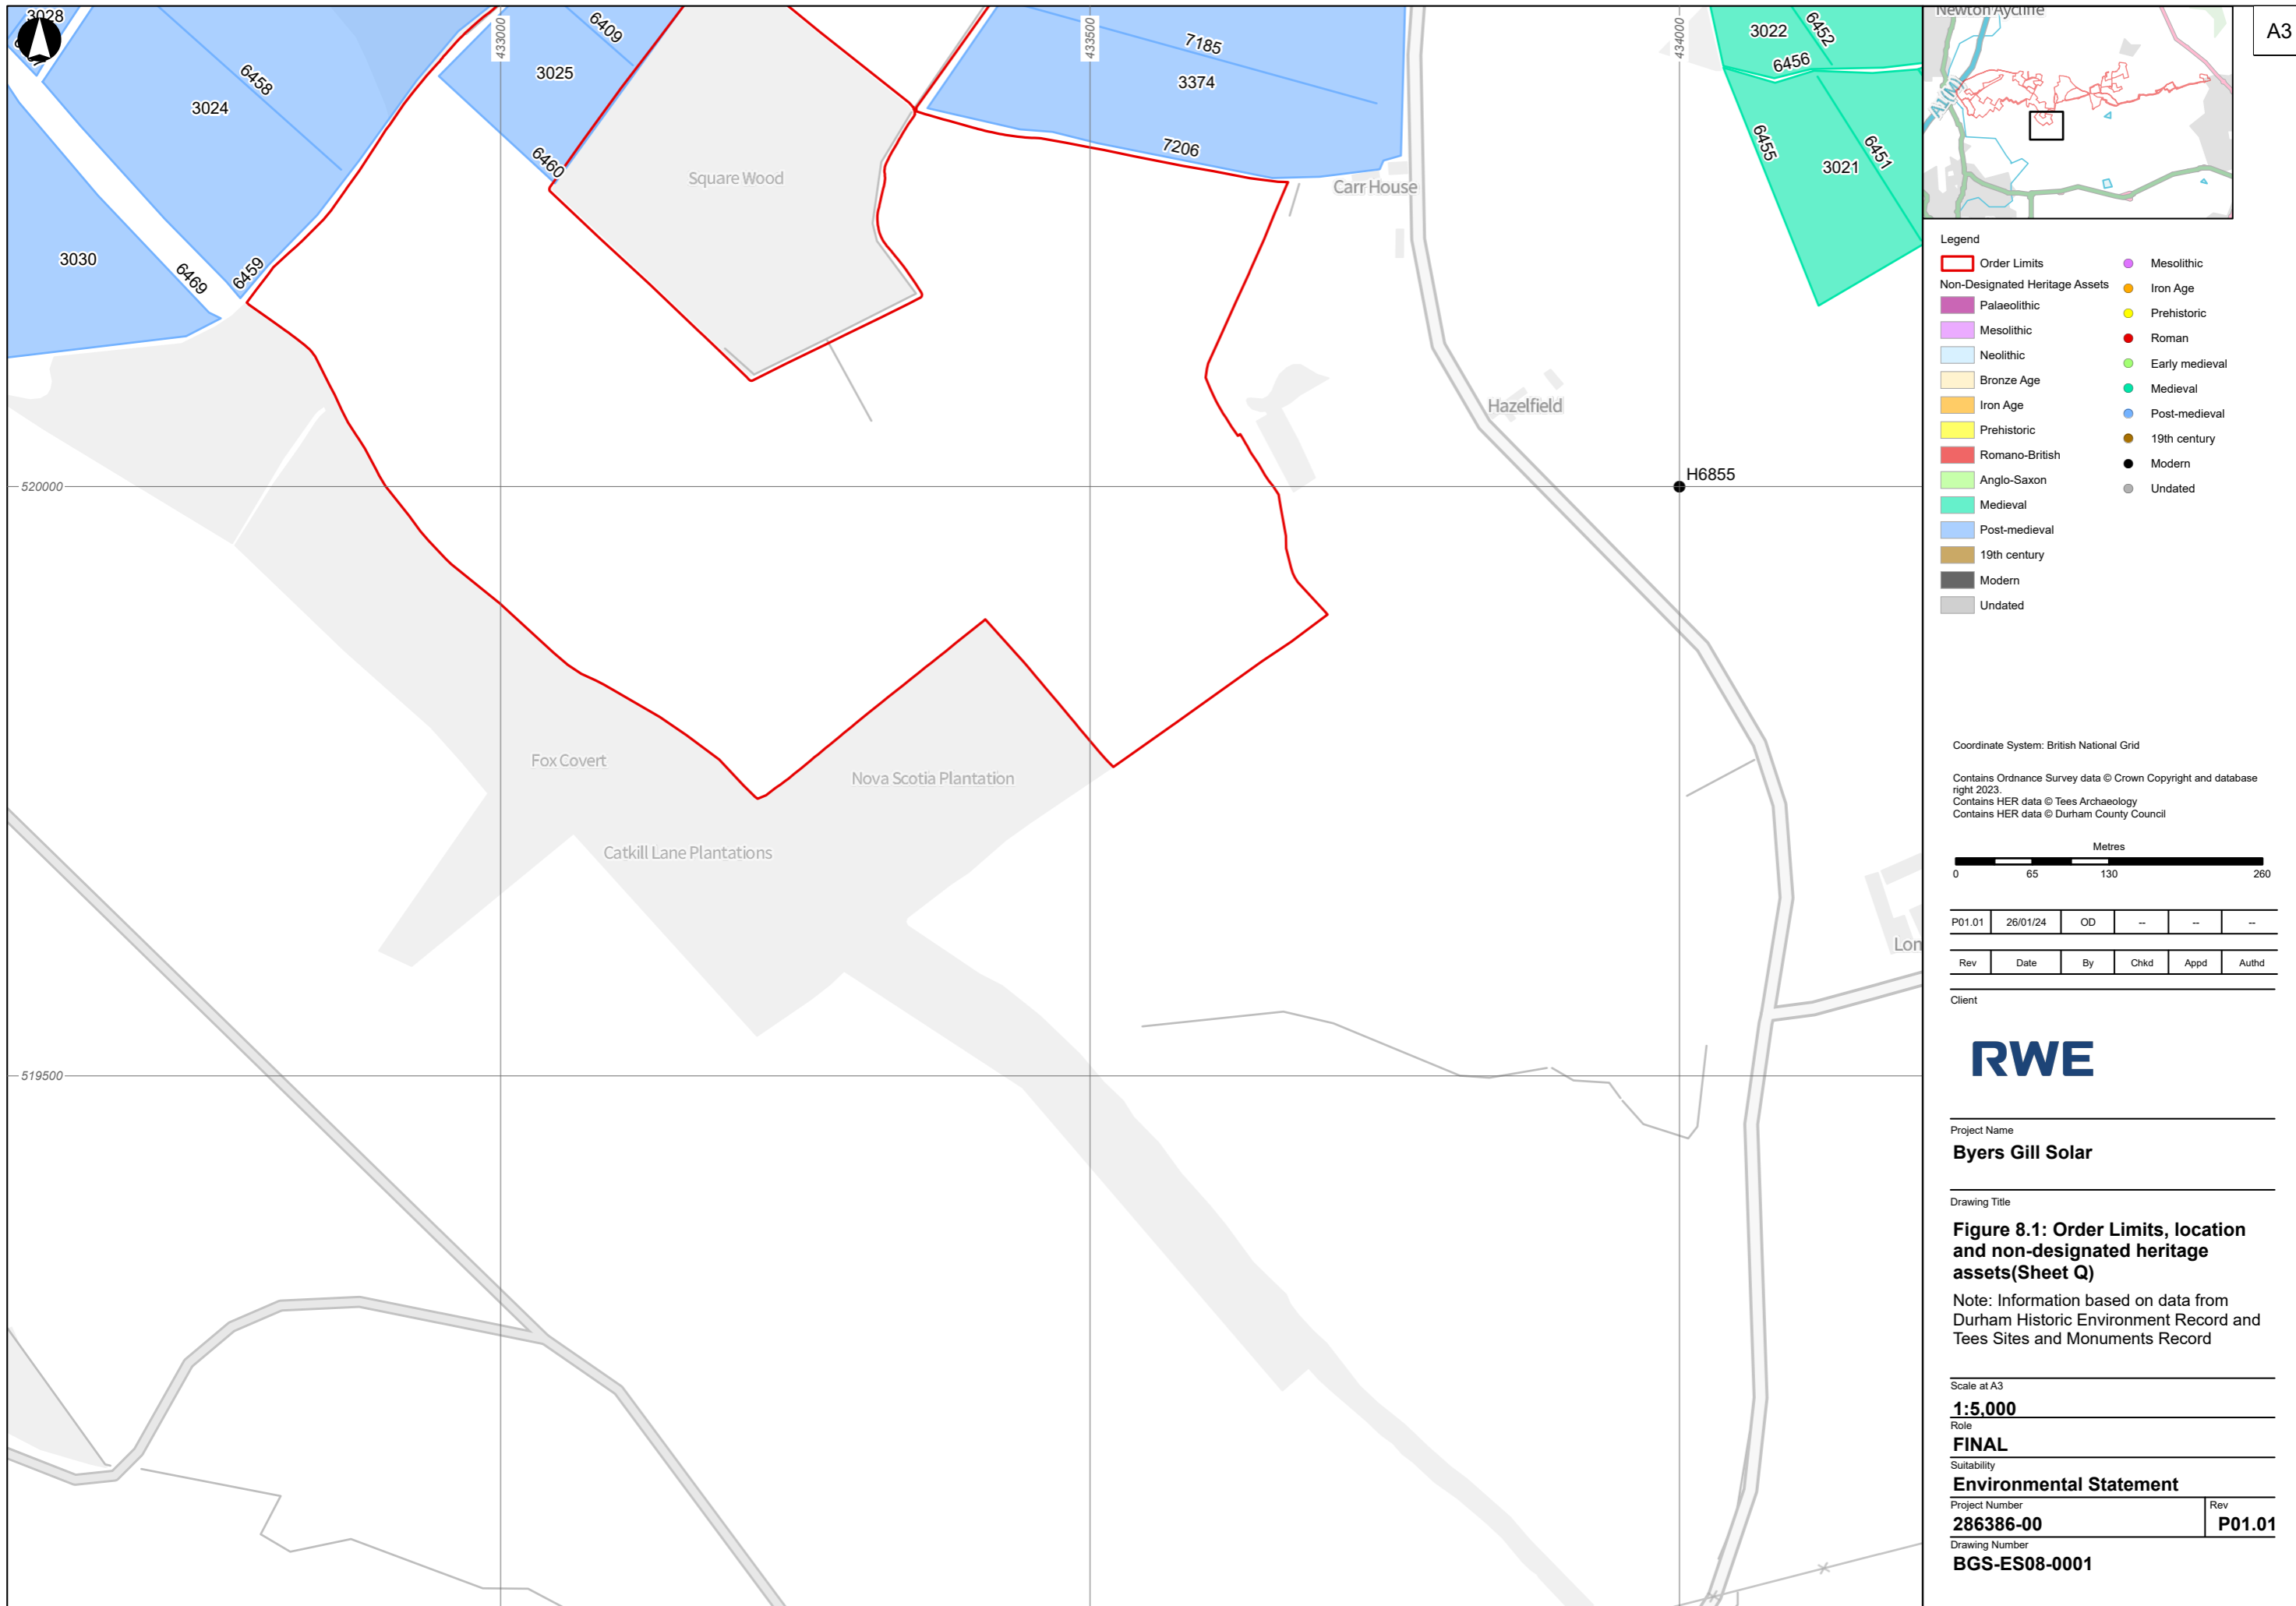 A3
3028
6458
3024
6459
6469
3030
433000
6409
3025
6460
Square Wood
433500
7185
3374
7206
Carr House
434000
3022
6452
6456
6455
6451
3021
Hazelfield
H6855
520000
Fox Covert
Nova Scotia Plantation
Catkill Lane Plantations
Lon
519500
Newton Aycliffe
A1(M)
Legend
Order Limits
Non-Designated Heritage Assets
Palaeolithic
Mesolithic
Neolithic
Bronze Age
Iron Age
Prehistoric
Romano-British
Anglo-Saxon
Medieval
Post-medieval
19th century
Modern
Undated
Mesolithic
Iron Age
Prehistoric
Roman
Early medieval
Medieval
Post-medieval
19th century
Modern
Undated
Coordinate System: British National Grid
Contains Ordnance Survey data © Crown Copyright and database
right 2023.
Contains HER data © Tees Archaeology
Contains HER data © Durham County Council
Metres
0 65 130 260
P01.01 26/01/24 OD -- -- --
Rev Date By Chkd Appd Authd
Client
RWE
Project Name
Byers Gill Solar
Drawing Title
Figure 8.1: Order Limits, location
and non-designated heritage
assets(Sheet Q)
Note: Information based on data from
Durham Historic Environment Record and
Tees Sites and Monuments Record
Scale at A3
1:5,000
Role
FINAL
Suitability
Environmental Statement
Project Number Rev
286386-00 P01.01
Drawing Number
BGS-ES08-0001